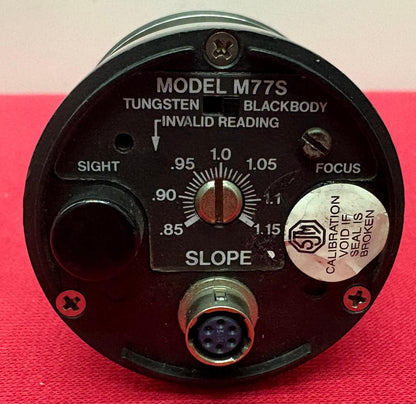 MODEL M77S
TUNGSTEN BLACKBODY
INVALID READING
SIGHT
FOCUS
.85 .90 .95 1.0 1.05 1.1 1.15
SLOPE
CALIBRATION
VOID IF
SEAL IS
BROKEN